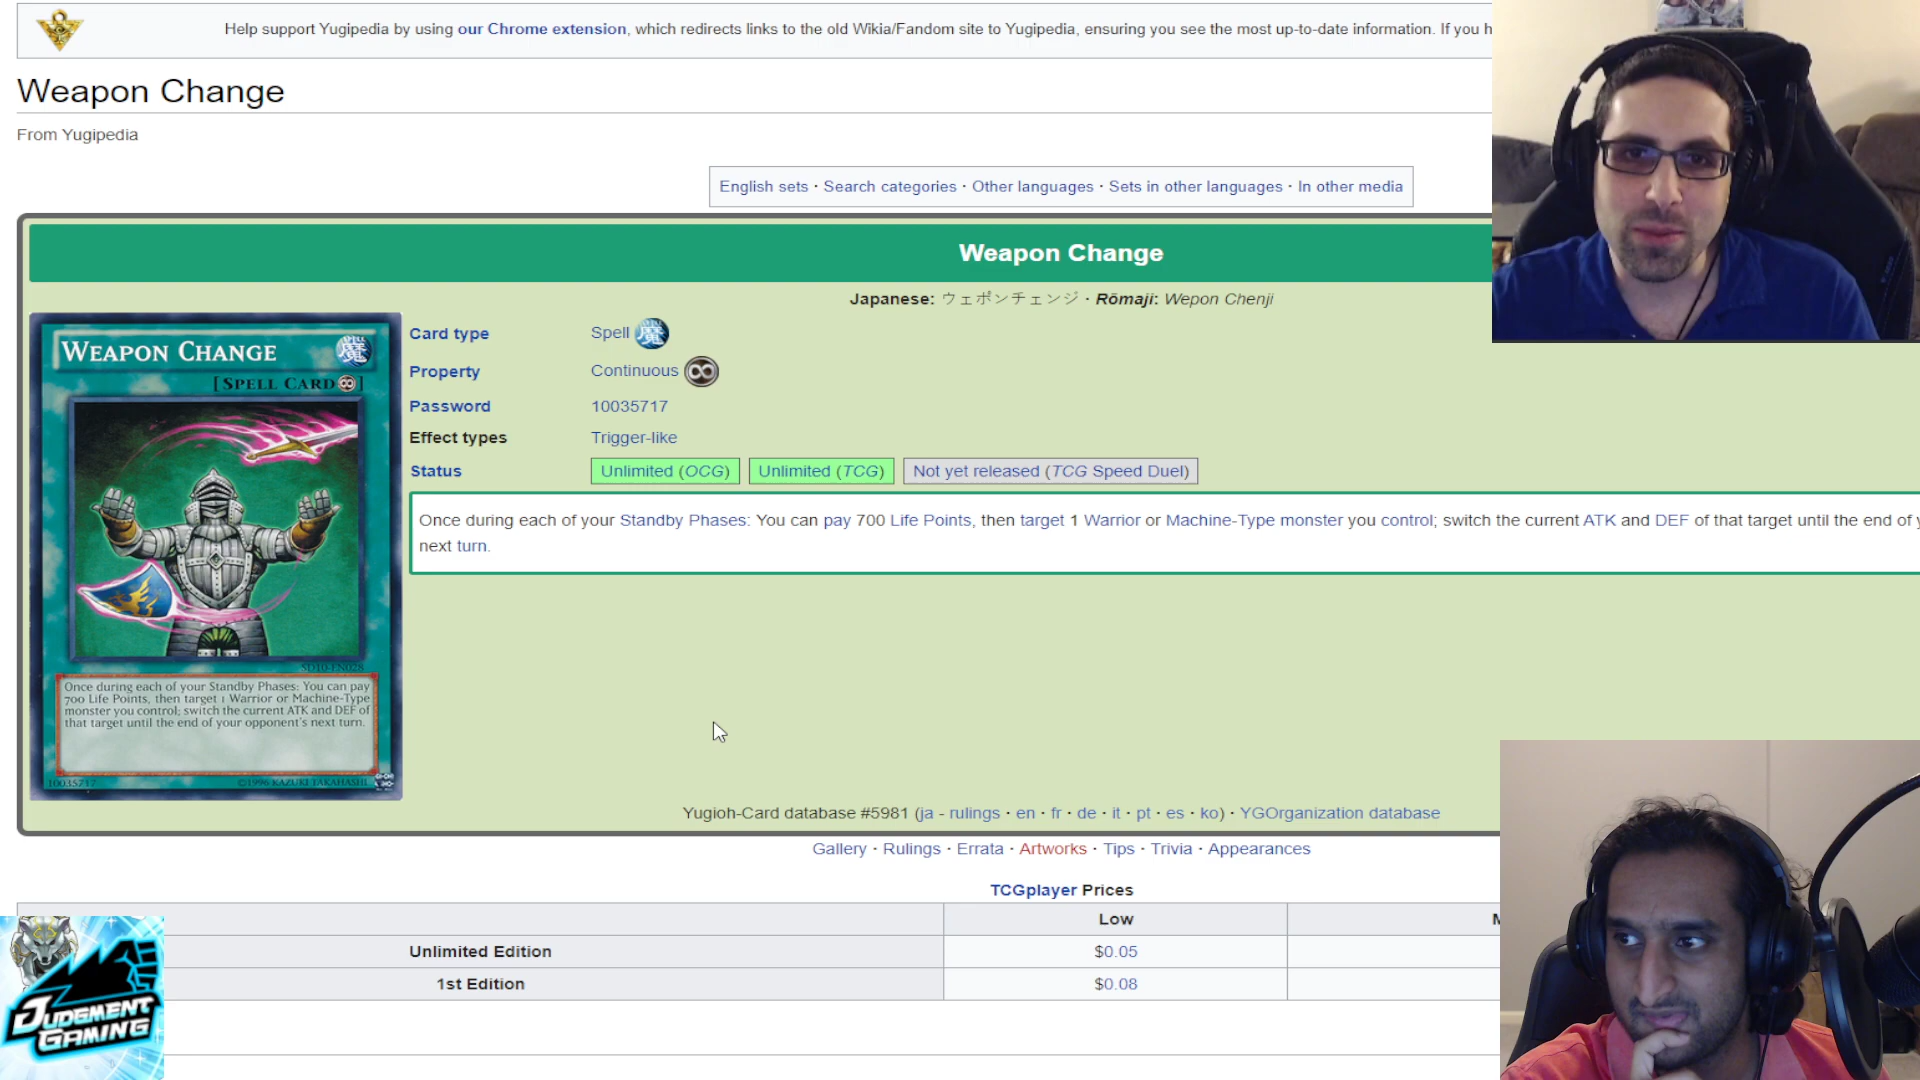 Help support Yugipedia by using our Chrome extension, which redirects links to the old Wikia/Fandom site to Yugipedia, ensuring you see the most up-to-date information. If you h
Weapon Change
From Yugipedia
English sets · Search categories · Other languages · Sets in other languages · In other media
Weapon Change
Japanese: ウェポンチェンジ · Rōmaji: Wepon Chenji
WEAPON CHANGE
魔
[SPELL CARD]
SD10-EN028
Once during each of your Standby Phases: You can pay
700 Life Points, then target 1 Warrior or Machine-Type
monster you control; switch the current ATK and DEF of
that target until the end of your opponent's next turn.
10035717
©1996 KAZUKI TAKAHASHI
Card type Spell 魔
Property Continuous
Password 10035717
Effect types Trigger-like
Status Unlimited (OCG) Unlimited (TCG) Not yet released (TCG Speed Duel)
Once during each of your Standby Phases: You can pay 700 Life Points, then target 1 Warrior or Machine-Type monster you control; switch the current ATK and DEF of that target until the end of y
next turn.
Yugioh-Card database #5981 (ja - rulings · en · fr · de · it · pt · es · ko) · YGOrganization database
Gallery · Rulings · Errata · Artworks · Tips · Trivia · Appearances
TCGplayer Prices
Low M
Unlimited Edition $0.05
1st Edition $0.08
JUDGMENT
GAMING